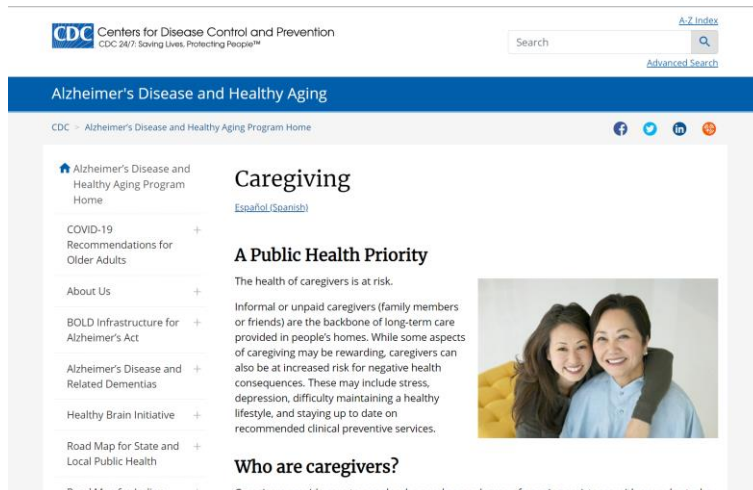 CDC Centers for Disease Control and Prevention
CDC 24/7: Saving Lives, Protecting People™
A-Z Index
Search
Advanced Search
Alzheimer's Disease and Healthy Aging
CDC > Alzheimer's Disease and Healthy Aging Program Home
Alzheimer's Disease and
Healthy Aging Program
Home
COVID-19
Recommendations for
Older Adults
About Us
BOLD Infrastructure for
Alzheimer's Act
Alzheimer's Disease and
Related Dementias
Healthy Brain Initiative
Road Map for State and
Local Public Health
Caregiving
Español (Spanish)
A Public Health Priority
The health of caregivers is at risk.
Informal or unpaid caregivers (family members
or friends) are the backbone of long-term care
provided in people's homes. While some aspects
of caregiving may be rewarding, caregivers can
also be at increased risk for negative health
consequences. These may include stress,
depression, difficulty maintaining a healthy
lifestyle, and staying up to date on
recommended clinical preventive services.
Who are caregivers?